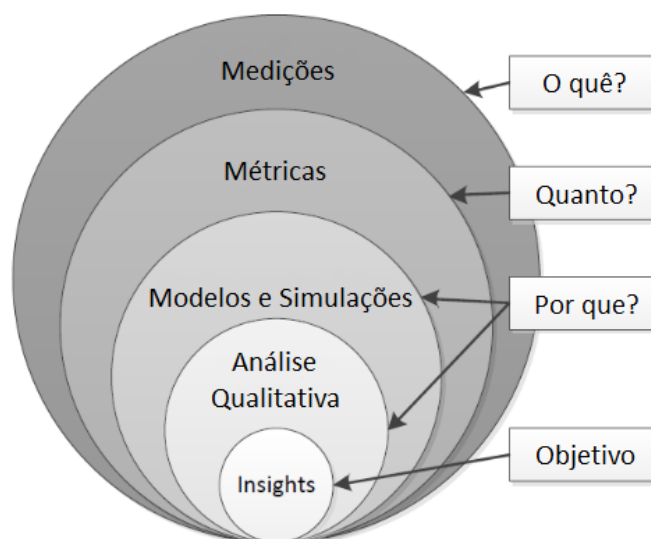 Medições
O quê?
Métricas
Quanto?
Modelos e Simulações
Por que?
Análise
Qualitativa
Objetivo
Insights